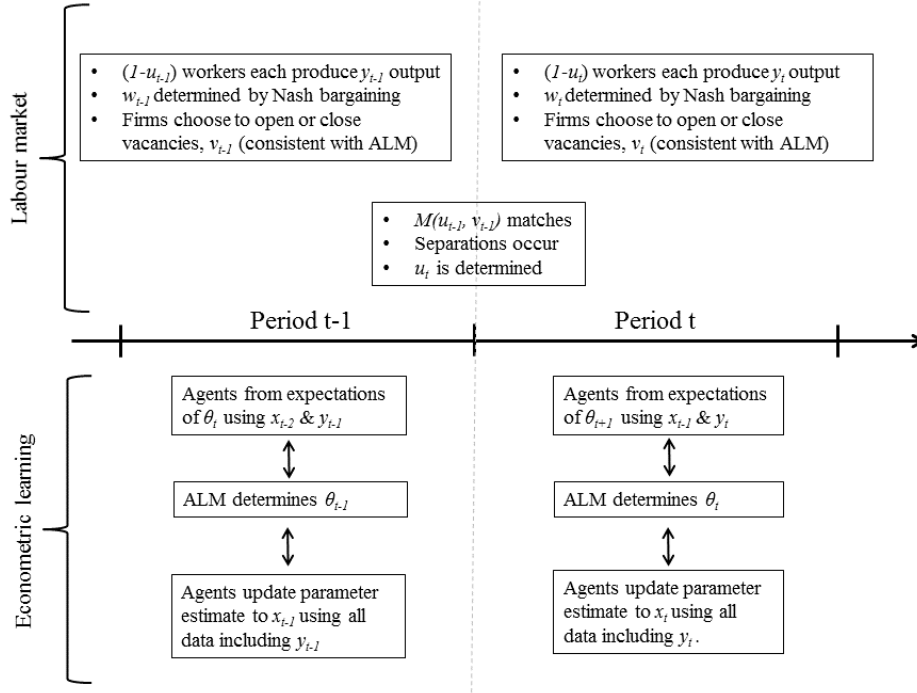 Labour market
• (1-u_{t-1}) workers each produce y_{t-1} output
• w_{t-1} determined by Nash bargaining
• Firms choose to open or close
vacancies, v_{t-1} (consistent with ALM)
• (1-u_t) workers each produce y_t output
• w_t determined by Nash bargaining
• Firms choose to open or close
vacancies, v_t (consistent with ALM)
• M(u_{t-1}, v_{t-1}) matches
• Separations occur
• u_t is determined
Period t-1
Period t
Econometric learning
Agents from expectations
of θ_t using x_{t-2} & y_{t-1}
ALM determines θ_{t-1}
Agents update parameter
estimate to x_{t-1} using all
data including y_{t-1}
Agents from expectations
of θ_{t+1} using x_{t-1} & y_t
ALM determines θ_t
Agents update parameter
estimate to x_t using all
data including y_t .